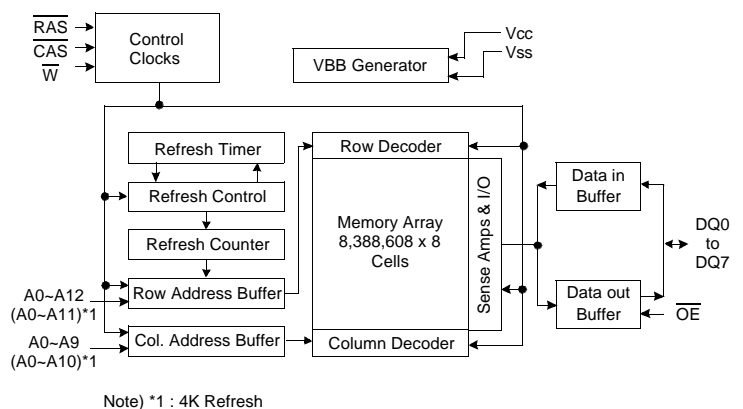 RAS
CAS
W
Control
Clocks
VBB Generator
Vcc
Vss
Refresh Timer
Refresh Control
Refresh Counter
Row Address Buffer
Col. Address Buffer
A0~A12
(A0~A11)*1
A0~A9
(A0~A10)*1
Row Decoder
Memory Array
8,388,608 x 8
Cells
Column Decoder
Sense Amps & I/O
Data in
Buffer
Data out
Buffer
DQ0
to
DQ7
OE
Note) *1 : 4K Refresh